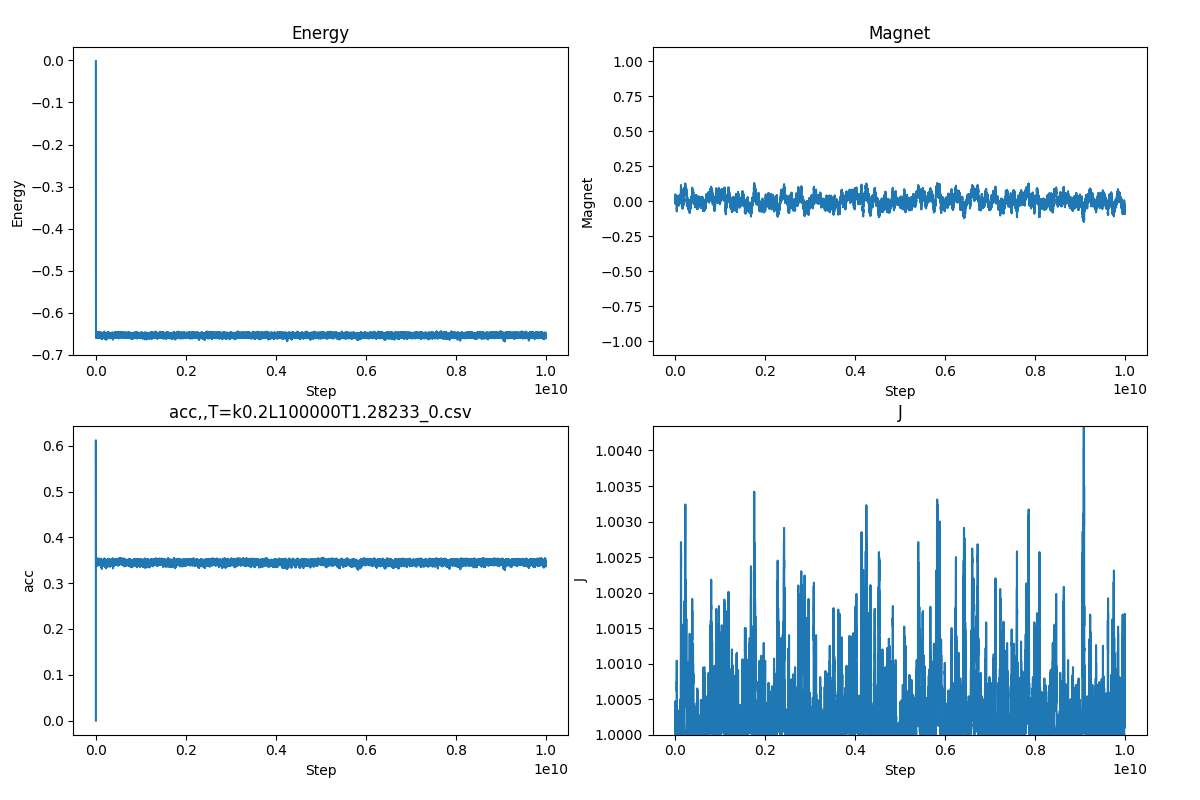 Energy
Energy
0.0
−0.1
−0.2
−0.3
−0.4
−0.5
−0.6
−0.7
0.0 0.2 0.4 0.6 0.8 1.0
1e10
Step
Magnet
Magnet
1.00
0.75
0.50
0.25
0.00
−0.25
−0.50
−0.75
−1.00
0.0 0.2 0.4 0.6 0.8 1.0
1e10
Step
acc,,T=k0.2L100000T1.28233_0.csv
acc
0.6
0.5
0.4
0.3
0.2
0.1
0.0
0.0 0.2 0.4 0.6 0.8 1.0
1e10
Step
J
J
1.0040
1.0035
1.0030
1.0025
1.0020
1.0015
1.0010
1.0005
1.0000
0.0 0.2 0.4 0.6 0.8 1.0
1e10
Step